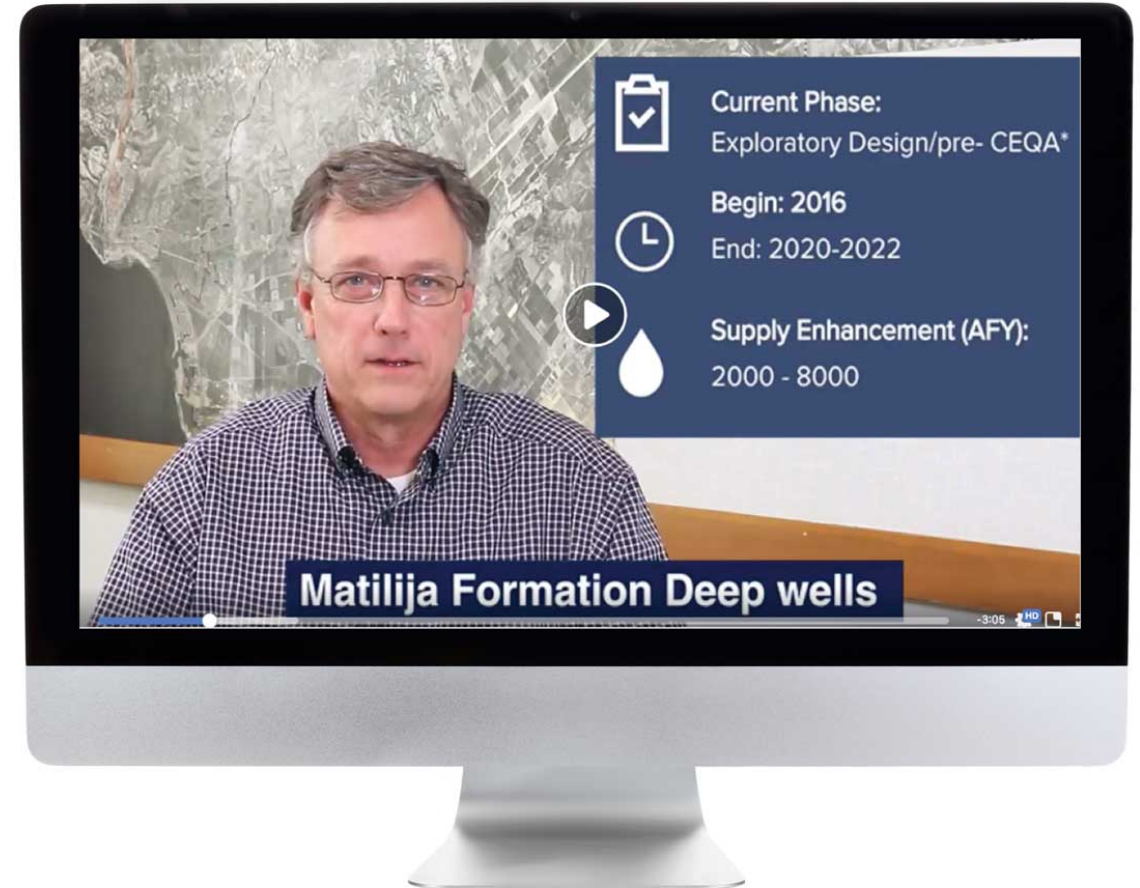 Current Phase:
Exploratory Design/pre- CEQA*
Begin: 2016
End: 2020-2022
Supply Enhancement (AFY):
2000 - 8000
Matilija Formation Deep wells
-3:05
HD